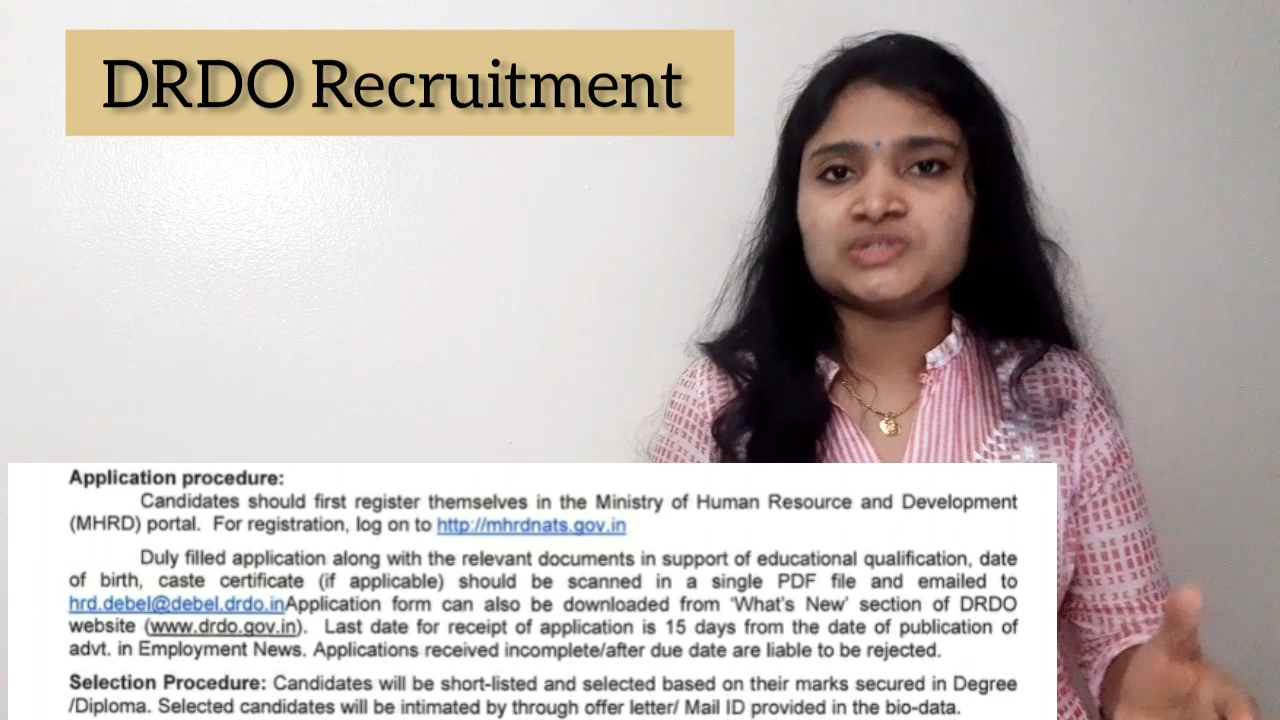 DRDO Recruitment
Application procedure:
Candidates should first register themselves in the Ministry of Human Resource and Development
(MHRD) portal. For registration, log on to http://mhrdnats.gov.in
Duly filled application along with the relevant documents in support of educational qualification, date
of birth, caste certificate (if applicable) should be scanned in a single PDF file and emailed to
hrd.debel@debel.drdo.inApplication form can also be downloaded from 'What's New' section of DRDO
website (www.drdo.gov.in). Last date for receipt of application is 15 days from the date of publication of
advt. in Employment News. Applications received incomplete/after due date are liable to be rejected.
Selection Procedure: Candidates will be short-listed and selected based on their marks secured in Degree
/Diploma. Selected candidates will be intimated by through offer letter/ Mail ID provided in the bio-data.